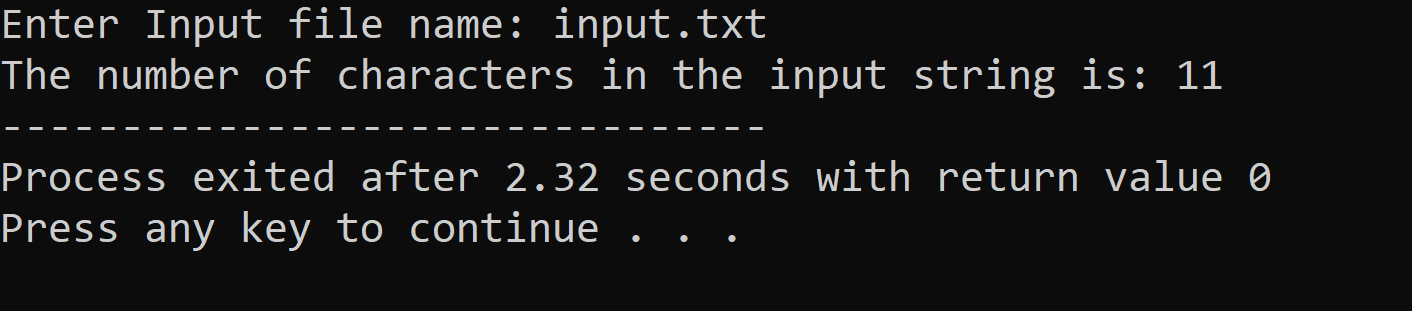 Enter Input file name: input.txt
The number of characters in the input string is: 11
--------------------------------
Process exited after 2.32 seconds with return value 0
Press any key to continue . . .